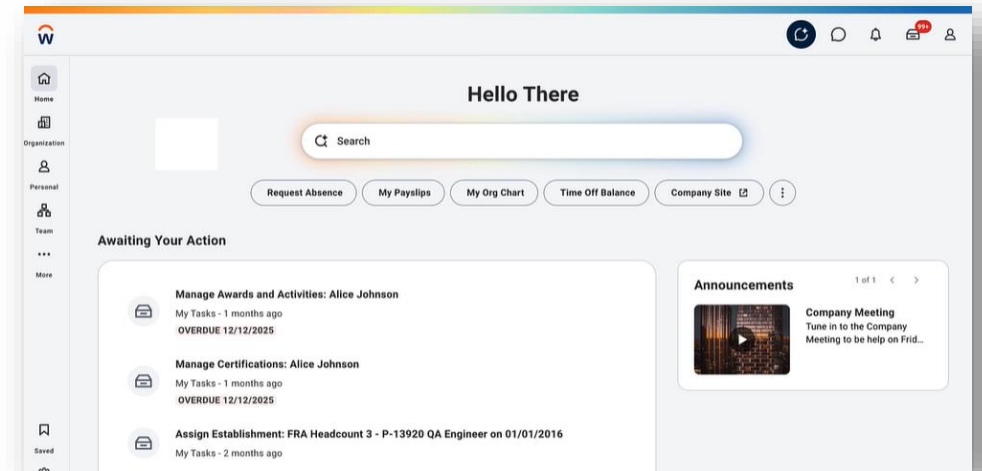 W
99+
Home
Organization
Personal
Team
More
Saved
Hello There
Search
Request Absence
My Payslips
My Org Chart
Time Off Balance
Company Site
Awaiting Your Action
Manage Awards and Activities: Alice Johnson
My Tasks - 1 months ago
OVERDUE 12/12/2025
Manage Certifications: Alice Johnson
My Tasks - 1 months ago
OVERDUE 12/12/2025
Assign Establishment: FRA Headcount 3 - P-13920 QA Engineer on 01/01/2016
My Tasks - 2 months ago
Announcements
1 of 1
Company Meeting
Tune in to the Company
Meeting to be help on Frid...